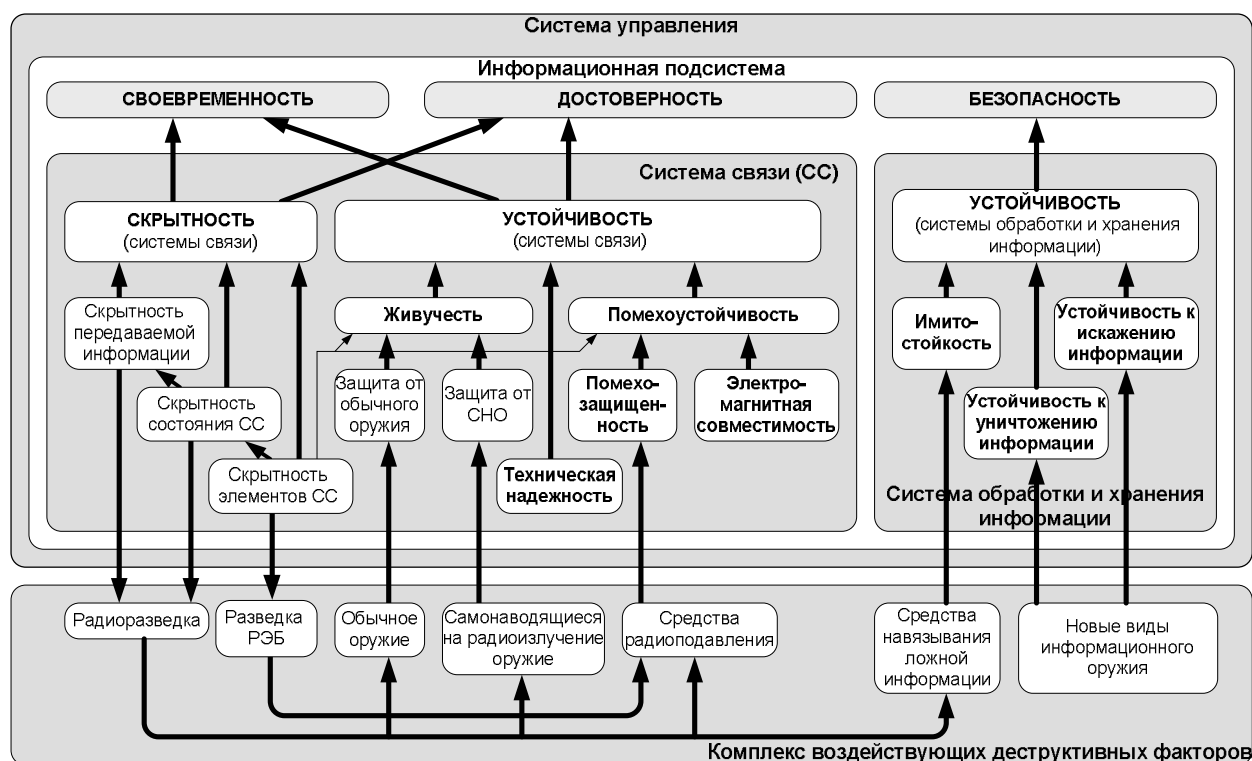 Система управления
Информационная подсистема
СВОЕВРЕМЕННОСТЬ
ДОСТОВЕРНОСТЬ
БЕЗОПАСНОСТЬ
Система связи (СС)
СКРЫТНОСТЬ
(системы связи)
УСТОЙЧИВОСТЬ
(системы связи)
УСТОЙЧИВОСТЬ
(системы обработки и хранения
информации)
Скрытность
передаваемой
информации
Живучесть
Помехоустойчивость
Имито-
стойкость
Устойчивость к
искажению
информации
Скрытность
состояния СС
Защита от
обычного
оружия
Защита от
СНО
Помехо-
защищен-
ность
Электро-
магнитная
совместимость
Устойчивость к
уничтожению
информации
Скрытность
элементов СС
Техническая
надежность
Система обработки и хранения
информации
Радиоразведка
Разведка
РЭБ
Обычное
оружие
Самонаводящиеся
на радиоизлучение
оружие
Средства
радиоподавления
Средства
навязывания
ложной
информации
Новые виды
информационного
оружия
Комплекс воздействующих деструктивных факторов